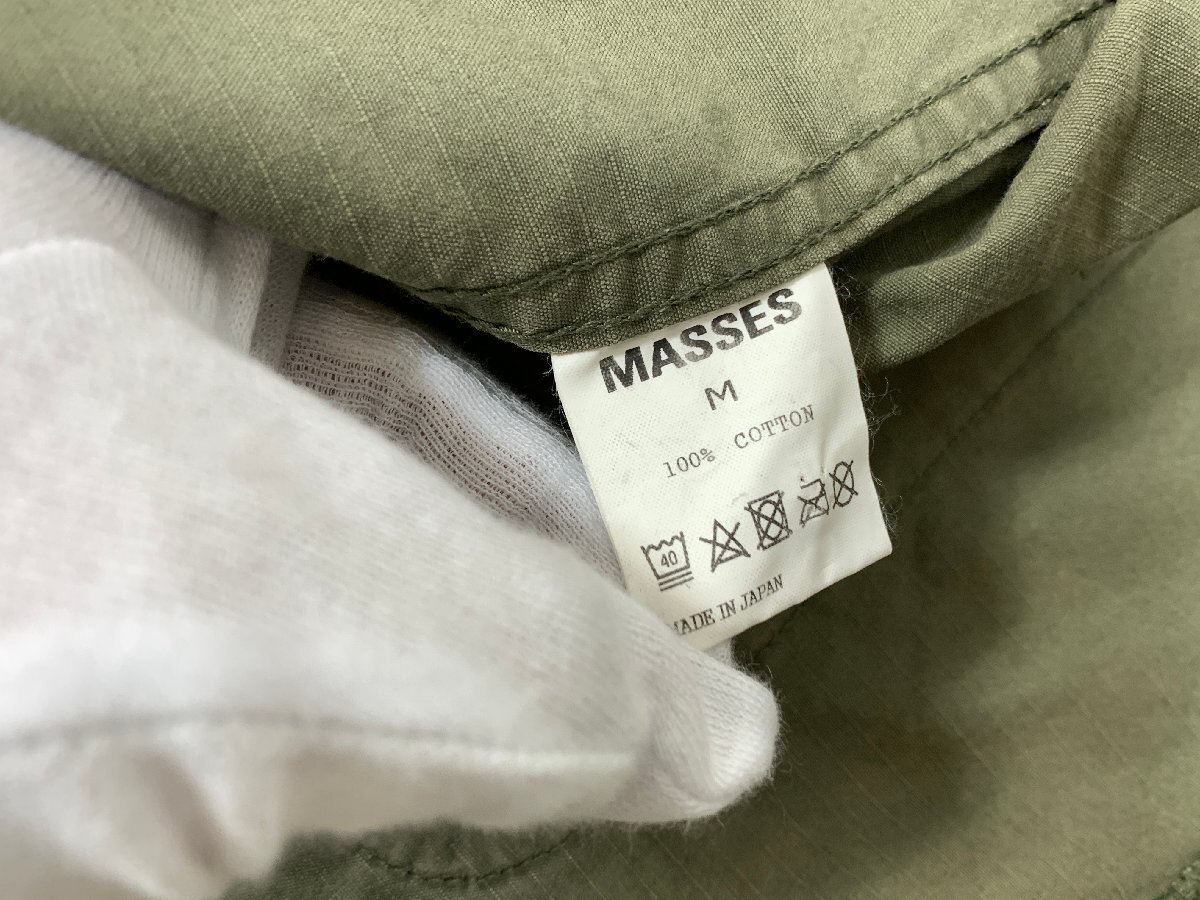 MASSES
M
100% COTTON
40
MADE IN JAPAN